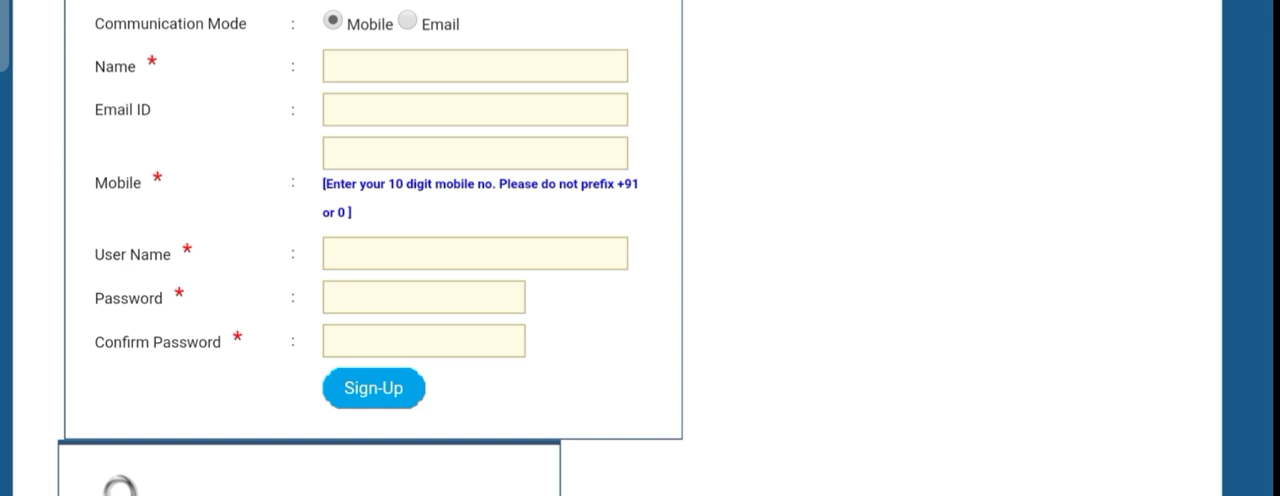 Communication Mode : Mobile Email
Name * :
Email ID :
Mobile * :
[Enter your 10 digit mobile no. Please do not prefix +91
or 0 ]
User Name * :
Password * :
Confirm Password * :
Sign-Up